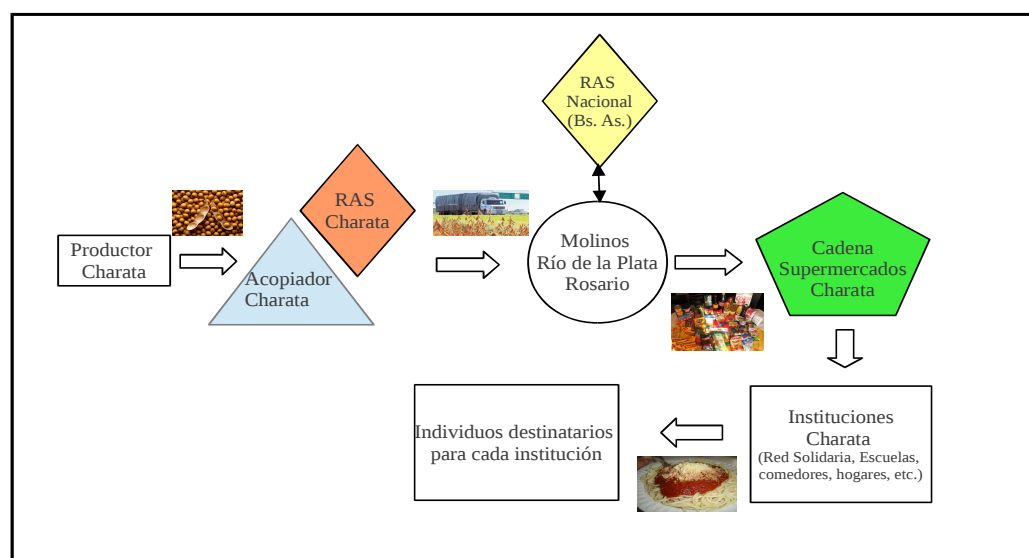 Productor
Charata
Acopiador
Charata
RAS
Charata
RAS
Nacional
(Bs. As.)
Molinos
Río de la Plata
Rosario
Cadena
Supermercados
Charata
Instituciones
Charata
(Red Solidaria, Escuelas,
comedores, hogares, etc.)
Individuos destinatarios
para cada institución